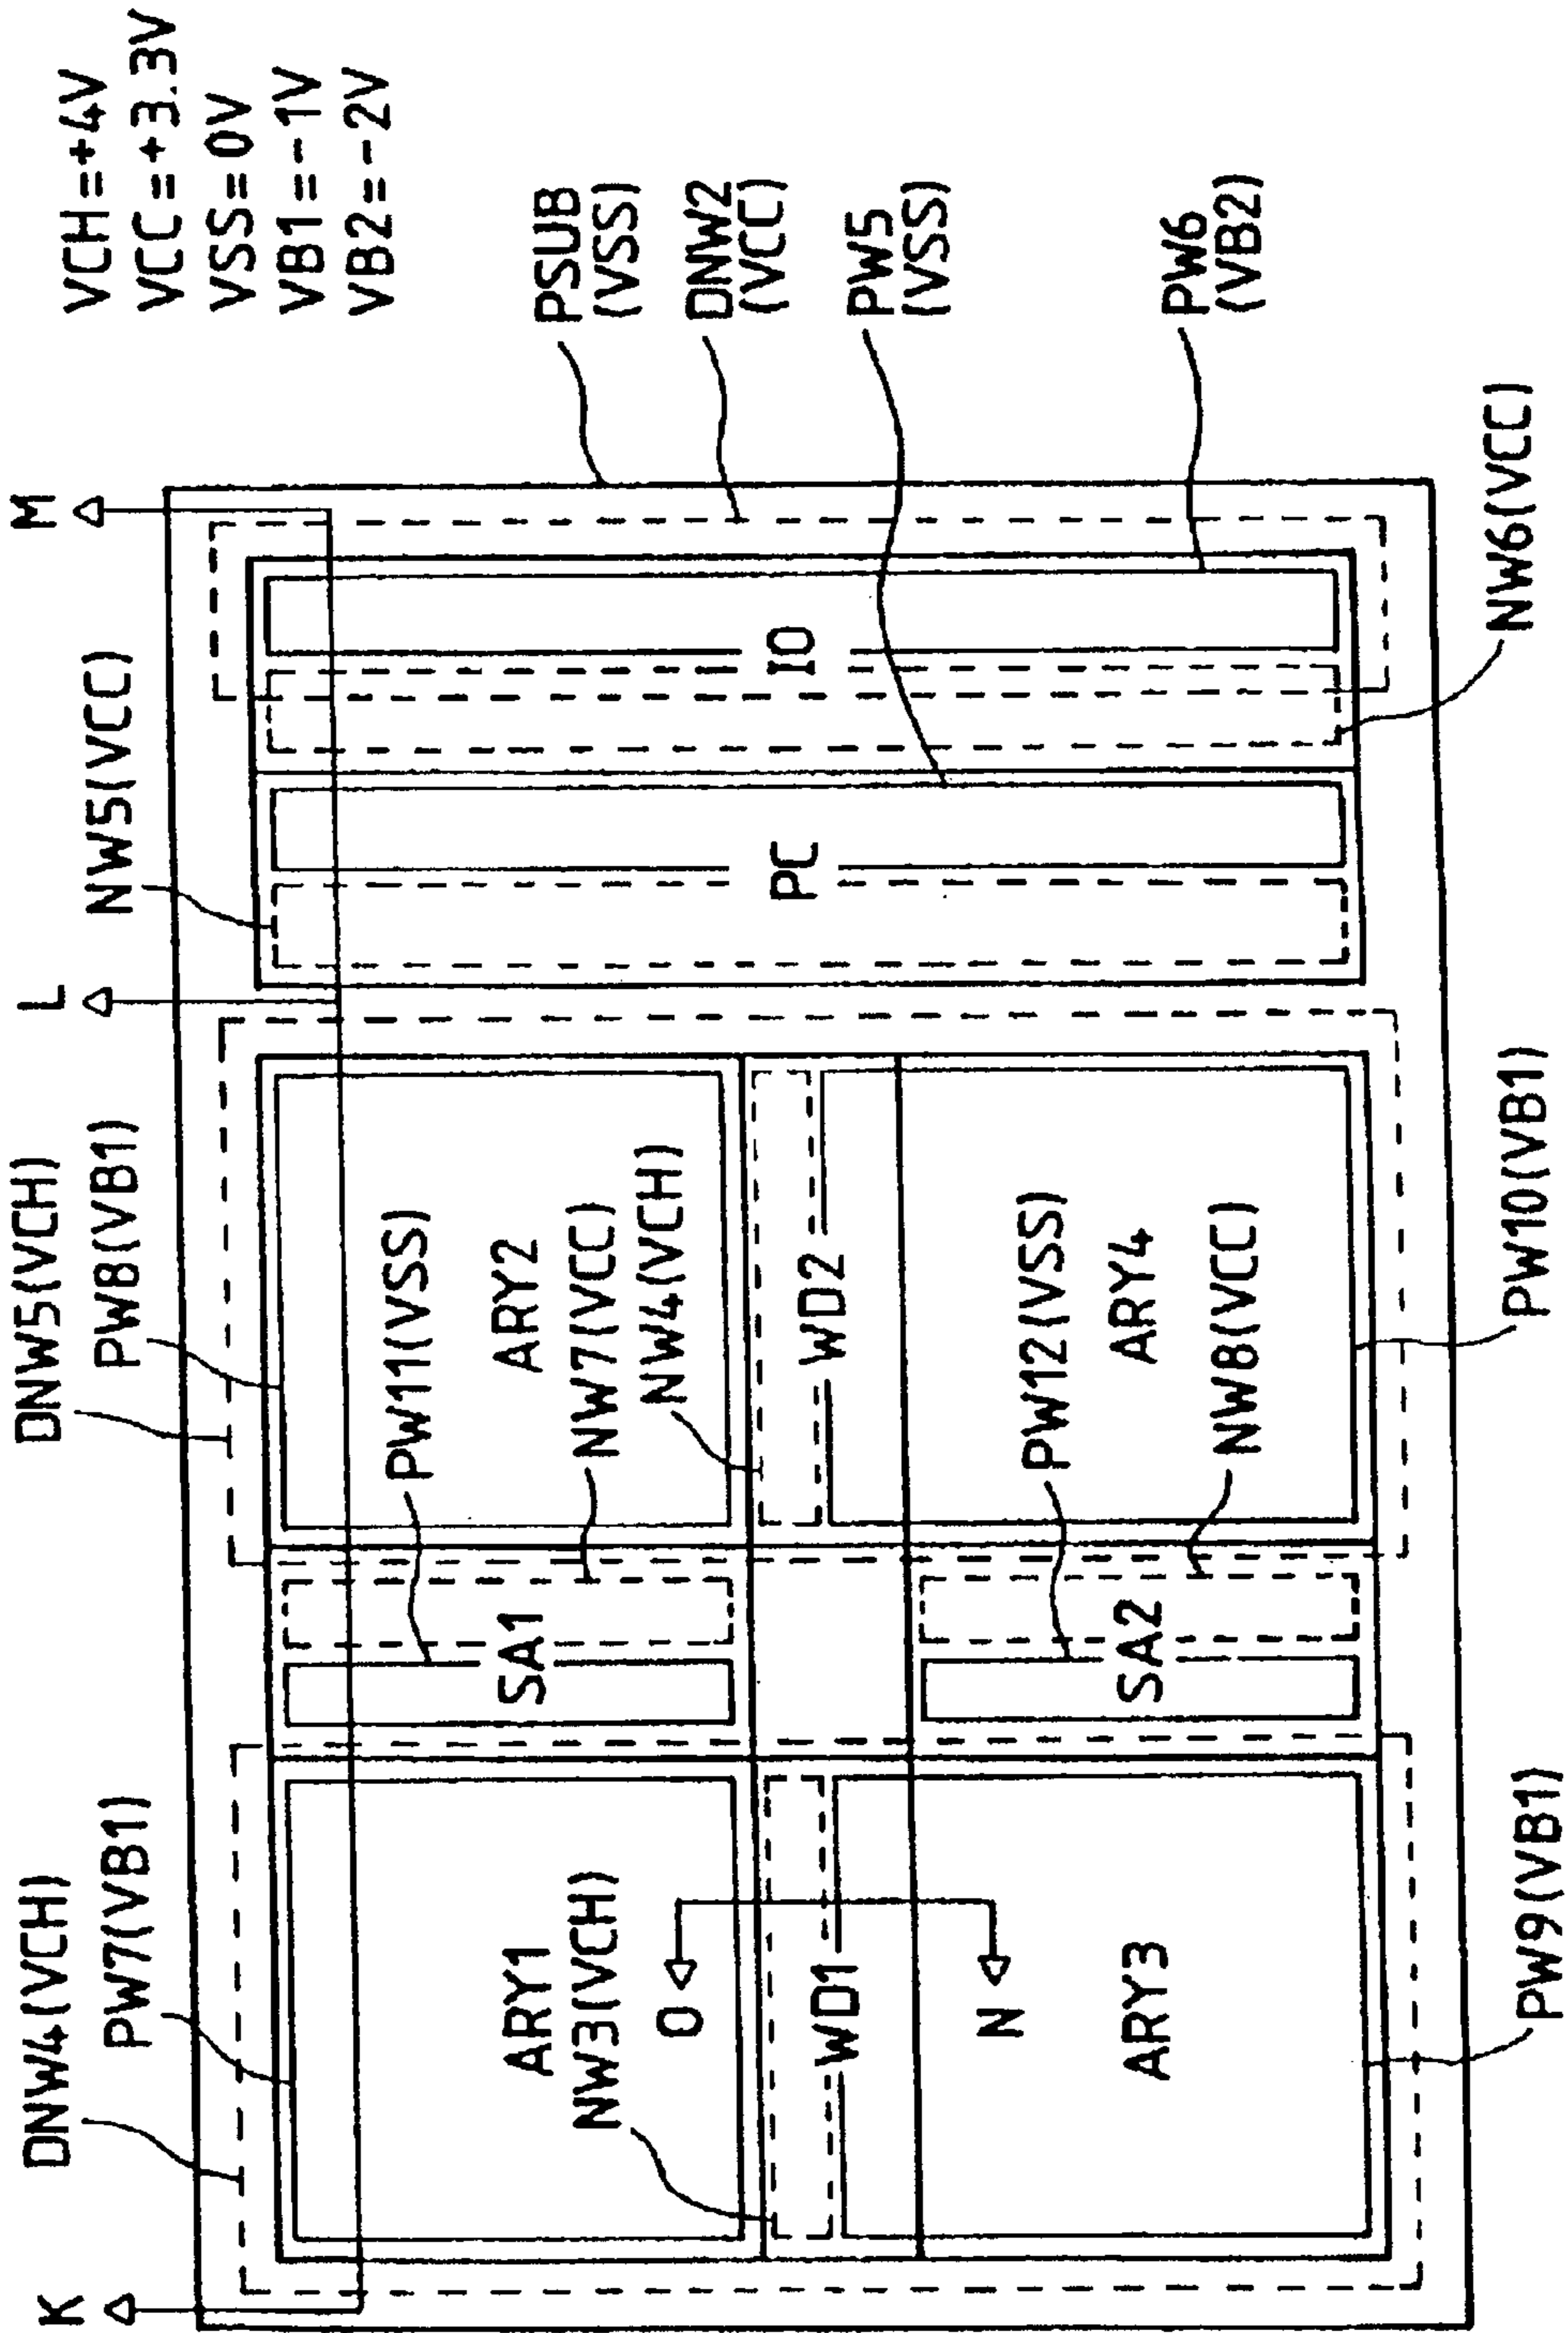 VCH=+4V
VCC=+3.3V
VSS=0V
VB1=-1V
VB2=-2V
K
L
M
DNW4(VCH)
PW7(VB1)
DNW5(VCH)
PW8(VB1)
NW5(VCC)
PSUB
(VSS)
DNW2
(VCC)
PW5
(VSS)
PW6
(VB2)
PW11(VSS)
ARY1
NW3(VCH)
SA1
ARY2
NW7(VCC)
NW4(VCH)
O
WD1
WD2
PC
IO
N
PW12(VSS)
ARY3
SA2
ARY4
NW8(VCC)
NW6(VCC)
PW9(VB1)
PW10(VB1)